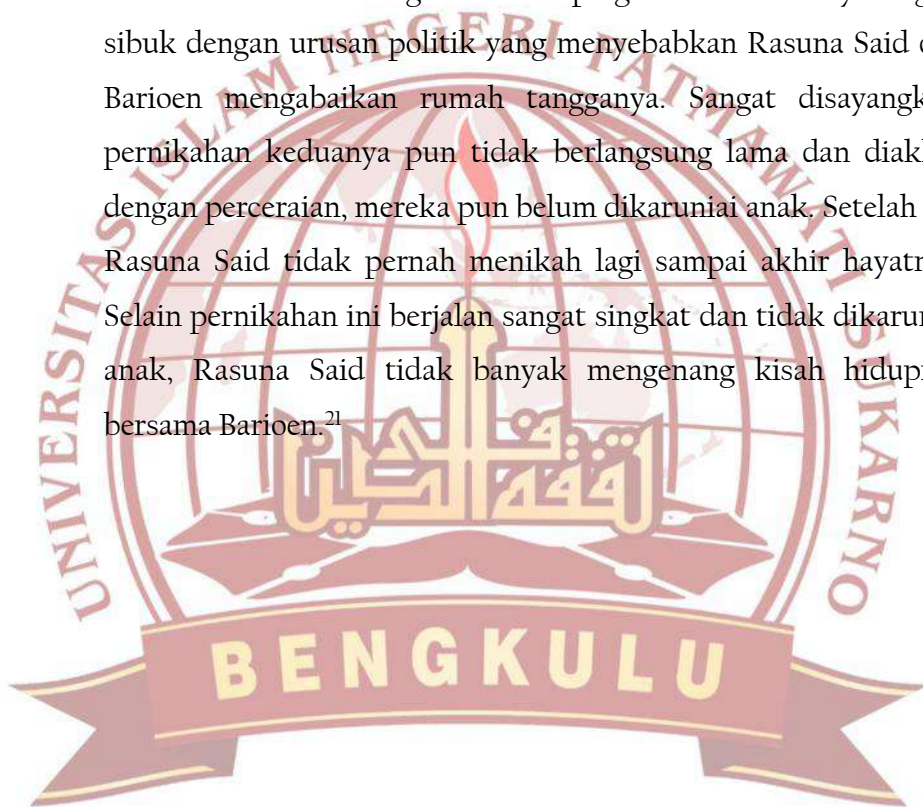 sibuk dengan urusan politik yang menyebabkan Rasuna Said
Barioen mengabaikan rumah tangganya. Sangat disayangk
pernikahan keduanya pun tidak berlangsung lama dan diak
dengan perceraian, mereka pun belum dikaruniai anak. Setelah
Rasuna Said tidak pernah menikah lagi sampai akhir hayat
Selain pernikahan ini berjalan sangat singkat dan tidak dikaru
anak, Rasuna Said tidak banyak mengenang kisah hidup
bersama Barioen.²¹
UNIVERSITAS ISLAM NEGERI FATMAWATI SUKARNO
فى الدين
BENGKULU